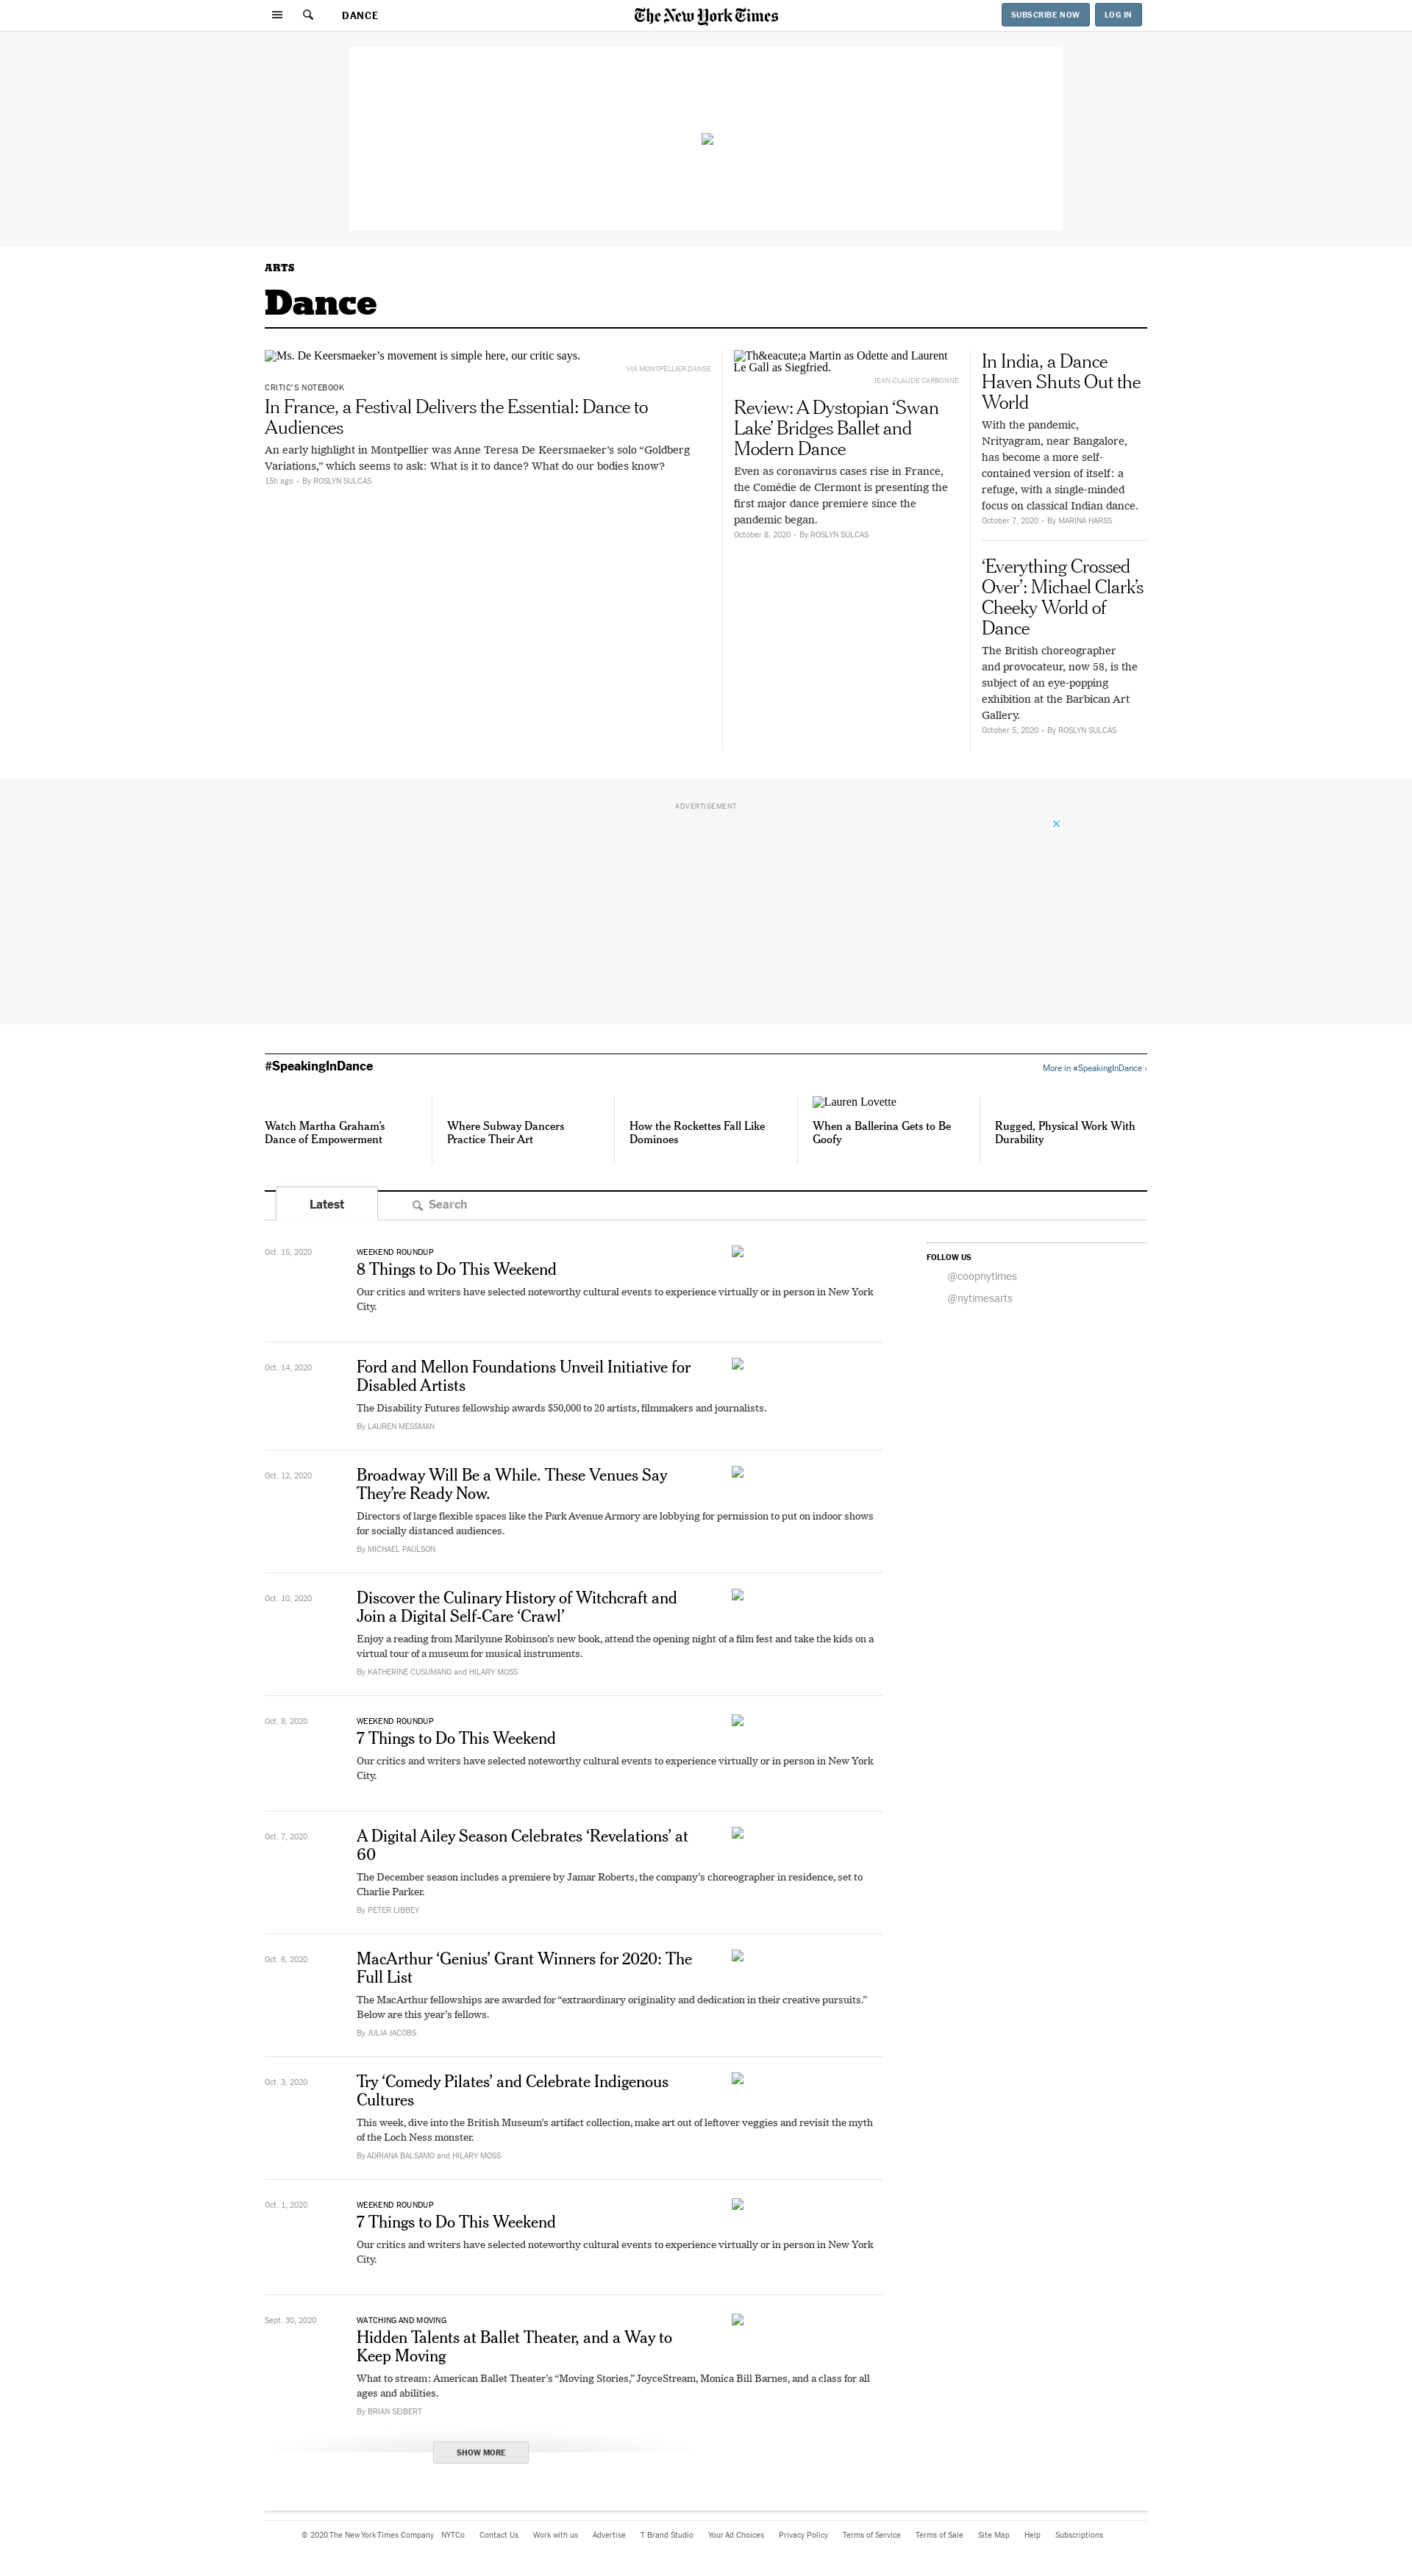 DANCE
The New York Times
SUBSCRIBE NOW
LOG IN
ARTS
Dance
Ms. De Keersmaeker’s movement is simple here, our critic says.
VIA MONTPELLIER DANSE
CRITIC’S NOTEBOOK
In France, a Festival Delivers the Essential: Dance to
Audiences
An early highlight in Montpellier was Anne Teresa De Keersmaeker’s solo “Goldberg
Variations,” which seems to ask: What is it to dance? What do our bodies know?
15h ago • By ROSLYN SULCAS
Th&eacute;a Martin as Odette and Laurent
Le Gall as Siegfried.
JEAN-CLAUDE CARBONNE
Review: A Dystopian ‘Swan
Lake’ Bridges Ballet and
Modern Dance
Even as coronavirus cases rise in France,
the Comédie de Clermont is presenting the
first major dance premiere since the
pandemic began.
October 8, 2020 • By ROSLYN SULCAS
In India, a Dance
Haven Shuts Out the
World
With the pandemic,
Nrityagram, near Bangalore,
has become a more self-
contained version of itself: a
refuge, with a single-minded
focus on classical Indian dance.
October 7, 2020 • By MARINA HARSS
‘Everything Crossed
Over’: Michael Clark’s
Cheeky World of
Dance
The British choreographer
and provocateur, now 58, is the
subject of an eye-popping
exhibition at the Barbican Art
Gallery.
October 5, 2020 • By ROSLYN SULCAS
ADVERTISEMENT
#SpeakingInDance
More in #SpeakingInDance ›
Watch Martha Graham’s
Dance of Empowerment
Where Subway Dancers
Practice Their Art
How the Rockettes Fall Like
Dominoes
Lauren Lovette
When a Ballerina Gets to Be
Goofy
Rugged, Physical Work With
Durability
Latest
Search
Oct. 15, 2020
WEEKEND ROUNDUP
8 Things to Do This Weekend
Our critics and writers have selected noteworthy cultural events to experience virtually or in person in New York
City.
FOLLOW US
@coopnytimes
@nytimesarts
Oct. 14, 2020
Ford and Mellon Foundations Unveil Initiative for
Disabled Artists
The Disability Futures fellowship awards $50,000 to 20 artists, filmmakers and journalists.
By LAUREN MESSMAN
Oct. 12, 2020
Broadway Will Be a While. These Venues Say
They’re Ready Now.
Directors of large flexible spaces like the Park Avenue Armory are lobbying for permission to put on indoor shows
for socially distanced audiences.
By MICHAEL PAULSON
Oct. 10, 2020
Discover the Culinary History of Witchcraft and
Join a Digital Self-Care ‘Crawl’
Enjoy a reading from Marilynne Robinson’s new book, attend the opening night of a film fest and take the kids on a
virtual tour of a museum for musical instruments.
By KATHERINE CUSUMANO and HILARY MOSS
Oct. 8, 2020
WEEKEND ROUNDUP
7 Things to Do This Weekend
Our critics and writers have selected noteworthy cultural events to experience virtually or in person in New York
City.
Oct. 7, 2020
A Digital Ailey Season Celebrates ‘Revelations’ at
60
The December season includes a premiere by Jamar Roberts, the company’s choreographer in residence, set to
Charlie Parker.
By PETER LIBBEY
Oct. 6, 2020
MacArthur ‘Genius’ Grant Winners for 2020: The
Full List
The MacArthur fellowships are awarded for “extraordinary originality and dedication in their creative pursuits.”
Below are this year’s fellows.
By JULIA JACOBS
Oct. 3, 2020
Try ‘Comedy Pilates’ and Celebrate Indigenous
Cultures
This week, dive into the British Museum’s artifact collection, make art out of leftover veggies and revisit the myth
of the Loch Ness monster.
By ADRIANA BALSAMO and HILARY MOSS
Oct. 1, 2020
WEEKEND ROUNDUP
7 Things to Do This Weekend
Our critics and writers have selected noteworthy cultural events to experience virtually or in person in New York
City.
Sept. 30, 2020
WATCHING AND MOVING
Hidden Talents at Ballet Theater, and a Way to
Keep Moving
What to stream: American Ballet Theater’s “Moving Stories,” JoyceStream, Monica Bill Barnes, and a class for all
ages and abilities.
By BRIAN SEIBERT
SHOW MORE
© 2020 The New York Times Company NYTCo Contact Us Work with us Advertise T Brand Studio Your Ad Choices Privacy Policy Terms of Service Terms of Sale Site Map Help Subscriptions